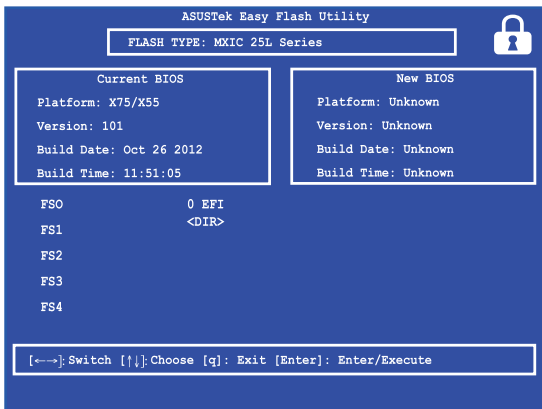 ASUSTek Easy Flash Utility
FLASH TYPE: MXIC 25L Series
Current BIOS
Platform: X75/X55
Version: 101
Build Date: Oct 26 2012
Build Time: 11:51:05
New BIOS
Platform: Unknown
Version: Unknown
Build Date: Unknown
Build Time: Unknown
FSO
FS1
FS2
FS3
FS4
0 EFI
<DIR>
[←→]: Switch [↑↓]: Choose [q]: Exit [Enter]: Enter/Execute